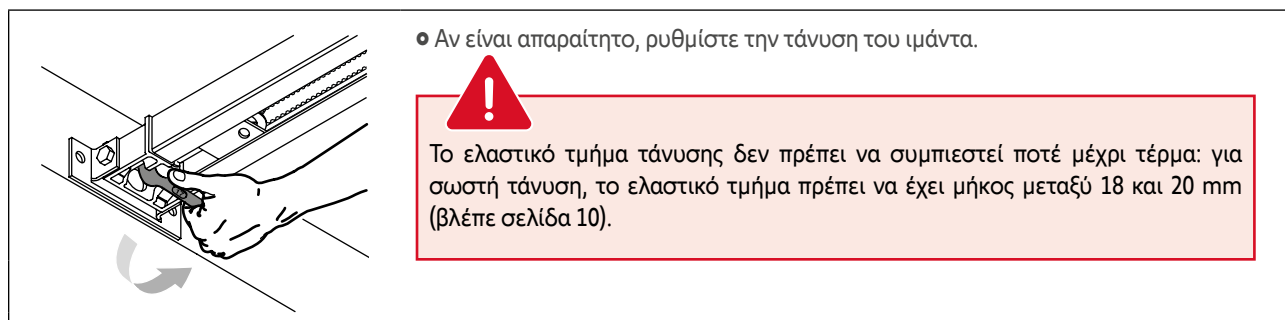 Αν είναι απαραίτητο, ρυθμίστε την τάνυση του ιμάντα.
Το ελαστικό τμήμα τάνυσης δεν πρέπει να συμπιεστεί ποτέ μέχρι τέρμα: για
σωστή τάνυση, το ελαστικό τμήμα πρέπει να έχει μήκος μεταξύ 18 και 20 mm
(βλέπε σελίδα 10).